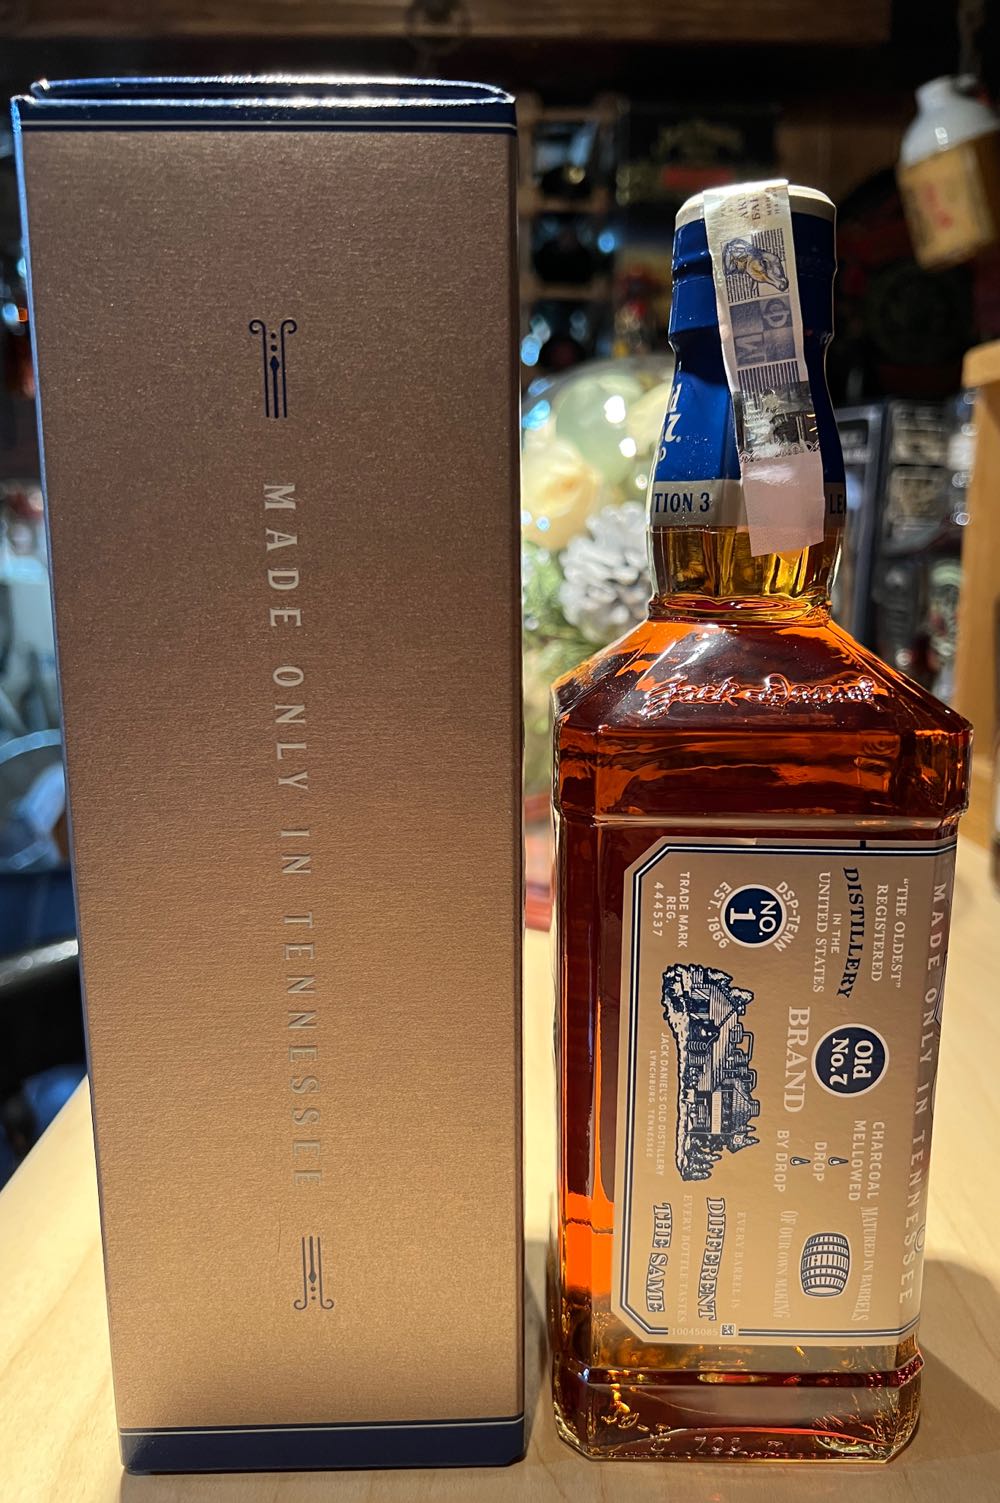 MADE ONLY IN TENNESSEE
TION 3
LE
Jack Daniel
MADE ONLY IN TENNESSEE
"THE OLDEST"
REGISTERED
DISTILLERY
IN THE
UNITED STATES
Old
No.7
BRAND
CHARCOAL
MELLOWED
DROP
BY DROP
MATURED IN BARRELS
OF OUR OWN MAKING
DSP-TENN
NO.
1
EST. 1866
TRADE MARK
REG.
444537
JACK DANIEL'S OLD DISTILLERY
LYNCHBURG, TENNESSEE
EVERY BARREL IS
DIFFERENT
EVERY BOTTLE TASTES
THE SAME
10045085